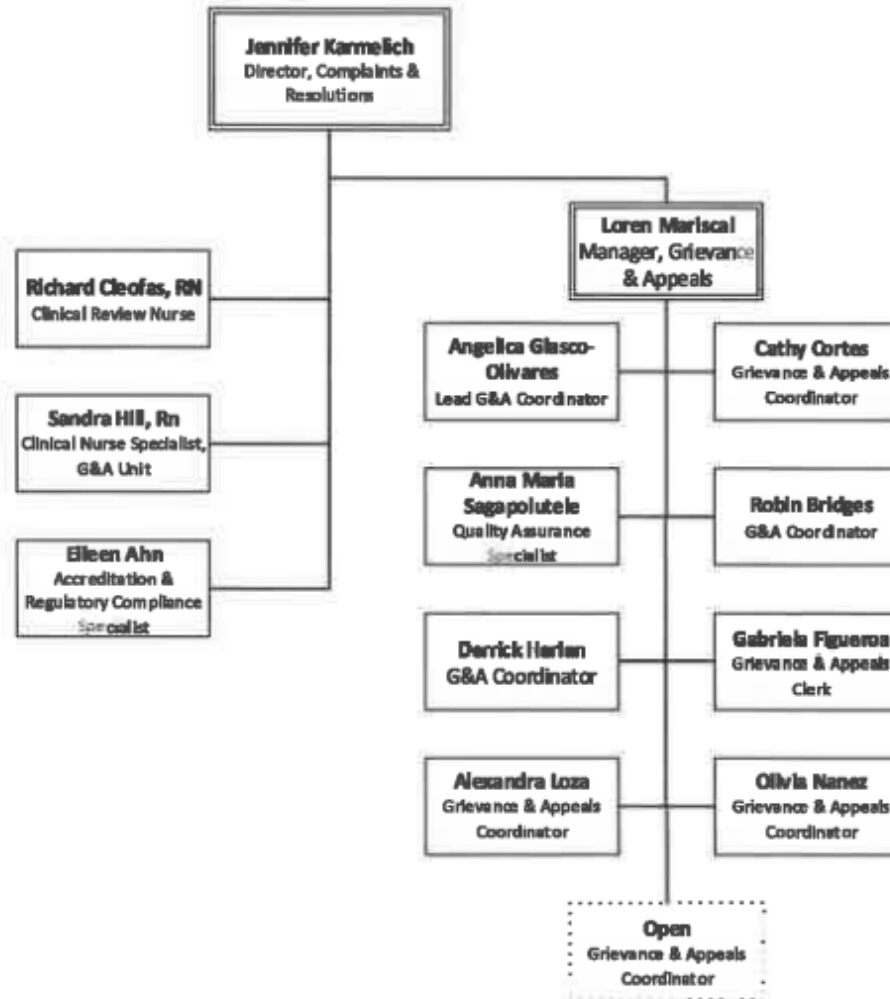 Jennifer Karmelich
Director, Complaints &
Resolutions
Loren Mariscal
Manager, Grievance
& Appeals
Richard Cleofas, RN
Clinical Review Nurse
Sandra Hill, Rn
Clinical Nurse Specialist,
G&A Unit
Eileen Ahn
Accreditation &
Regulatory Compliance
Specialist
Angelica Glasco-
Olivares
Lead G&A Coordinator
Cathy Cortes
Grievance & Appeals
Coordinator
Anna Maria
Sagapolutele
Quality Assurance
Specialist
Robin Bridges
G&A Coordinator
Derrick Harlan
G&A Coordinator
Gabriela Figueroa
Grievance & Appeals
Clerk
Alexandra Loza
Grievance & Appeals
Coordinator
Olivia Nanez
Grievance & Appeals
Coordinator
Open
Grievance & Appeals
Coordinator